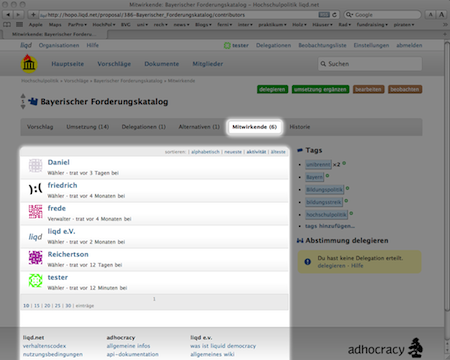 Mitwirkende: Bayerischer Forderungskatalog – Hochschulpolitik.liqd.net
http://hopo.liqd.net/proposal/386-Bayerischer_Forderungskatalog/contributors
Mitwirkende: Bayerischer Forderu...
liqd Organisationen Hilfe
tester Delegationen Beobachtungsliste Einstellungen Abmelden
Hauptseite Vorschläge Dokumente Mitglieder
Suchen
Hochschulpolitik » Vorschläge » Bayerischer Forderungskatalog » Mitwirkende
Bayerischer Forderungskatalog
delegieren umsetzung ergänzen bearbeiten beobachten
Vorschlag Umsetzung (14) Delegationen (1) Alternativen (1) Mitwirkende (6) Historie
sortieren: alphabetisch | neueste | aktivität | älteste
Daniel
Wähler · trat vor 3 Tagen bei
friedrich
Wähler · trat vor 4 Monaten bei
frede
Verwalter · trat vor 4 Monaten bei
liqd e.V.
Wähler · trat vor 2 Monaten bei
Reichertson
Wähler · trat vor 12 Tagen bei
tester
Wähler · trat vor 12 Minuten bei
10 | 15 | 20 | 25 | 30 | einträge
Tags
unibrennt ×2
Bayern
Bildungspolitik
bildungsstreik
hochschulpolitik
tags hinzufügen...
Abstimmung delegieren
Du hast keine Delegation erteilt.
delegieren · Hilfe
liqd.net
verhaltenscodex
nutzungsbedingungen
adhocracy
allgemeine infos
api-dokumentation
liqd e.v.
was ist liquid democracy
allgemeines wiki
adhocracy